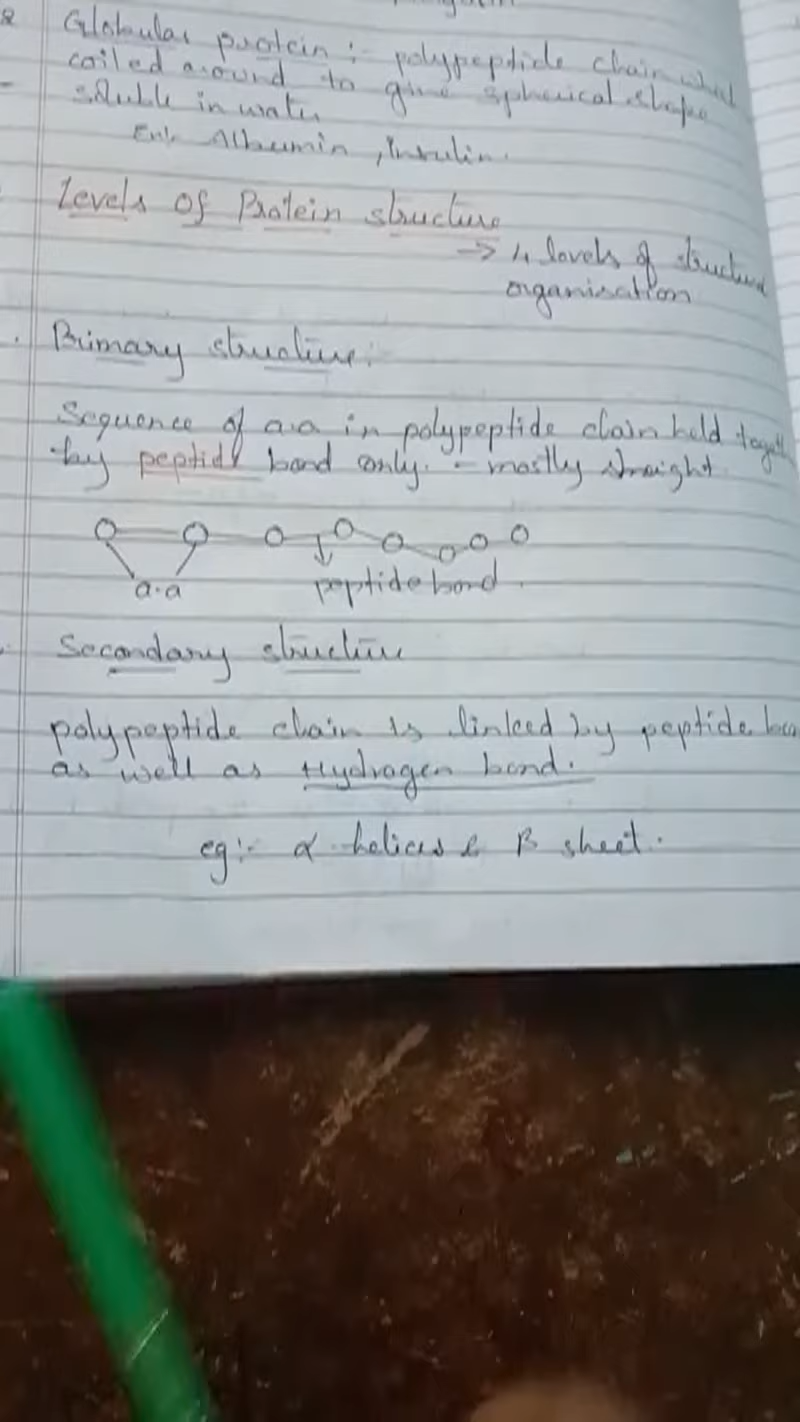 Globular protein :- polypeptide chain
coiled around to give spherical shape
soluble in water
Ex:- Albumin , Insulin.
Levels of Protein structure
→ 4 levels of structural
organisation
Primary structure:
Sequence of a.a in polypeptide chain held
by peptide bond only. - mostly straight
a.a
peptide bond.
Secondary structure
polypeptide chain is linked by peptide
as well as Hydrogen bond.
eg:- α helices & β sheet.